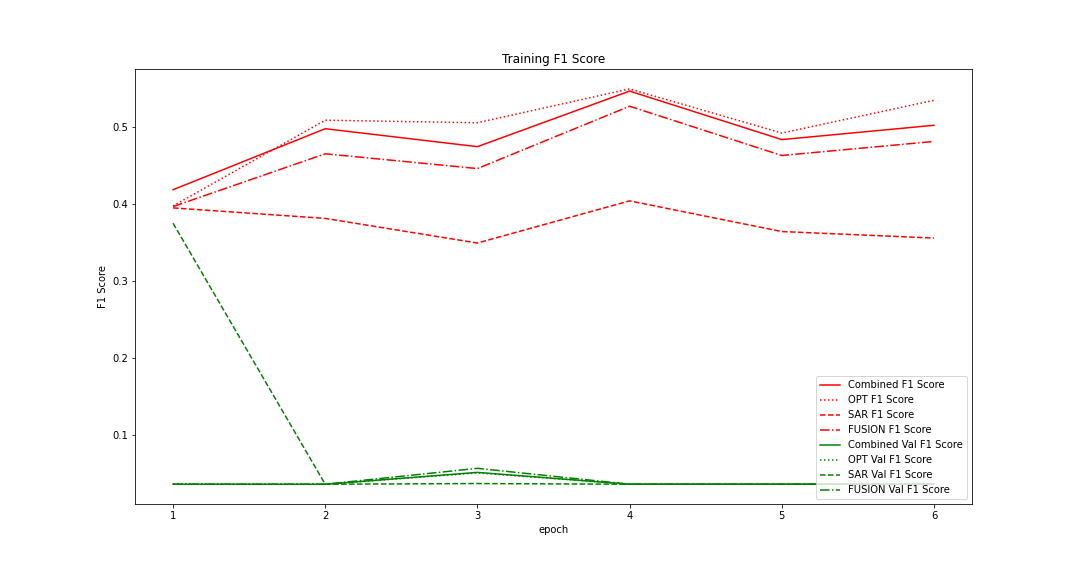 Training F1 Score
0.5
0.4
0.3
0.2
0.1
F1 Score
1 2 3 4 5 6
epoch
Combined F1 Score
OPT F1 Score
SAR F1 Score
FUSION F1 Score
Combined Val F1 Score
OPT Val F1 Score
SAR Val F1 Score
FUSION Val F1 Score